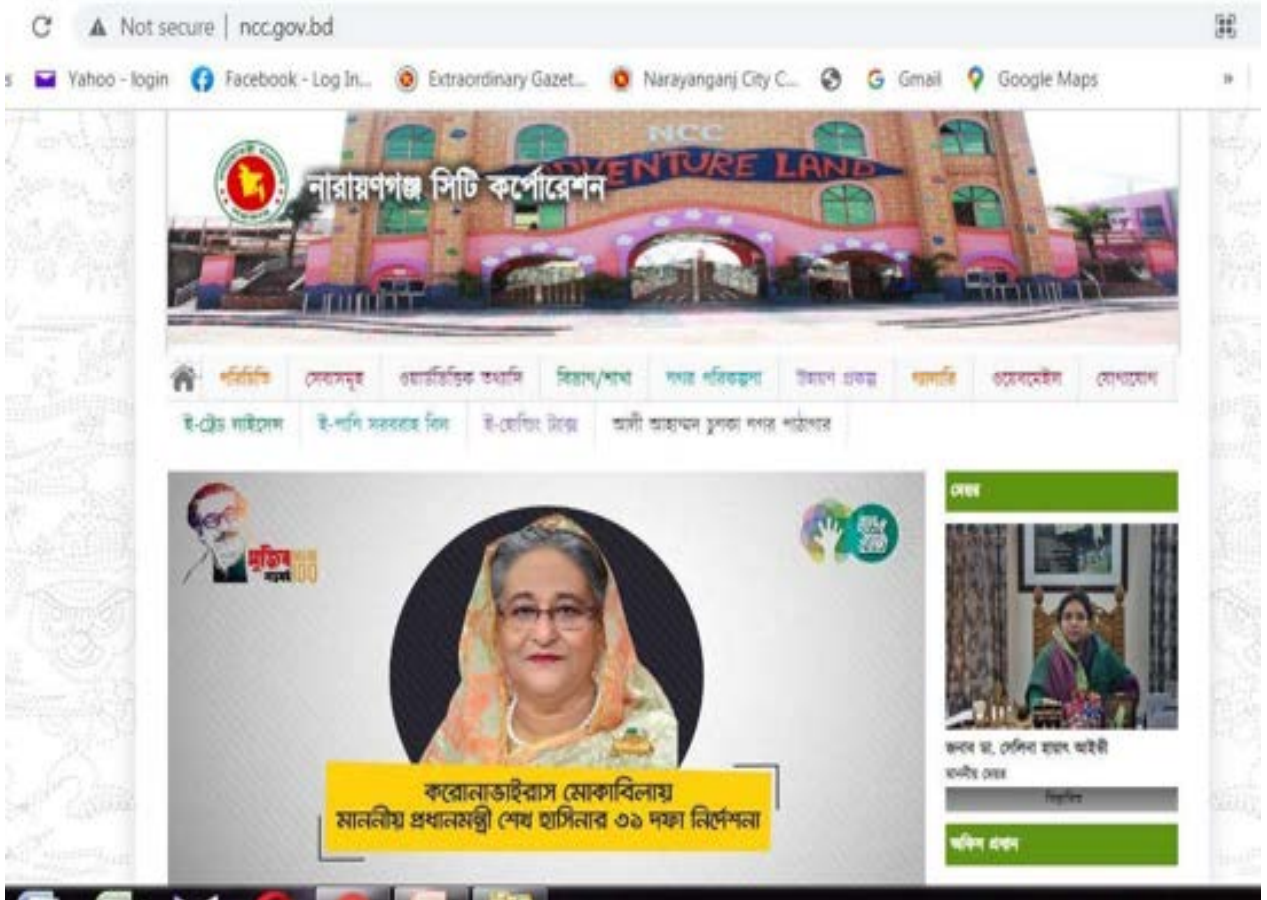 Not secure | ncc.gov.bd
Yahoo - login Facebook - Log In... Extraordinary Gazet... Narayanganj City C... Gmail Google Maps
NCC
ADVENTURE LAND
নারায়ণগঞ্জ সিটি কর্পোরেশন
পরিচিতি সেবাসমূহ ওয়ার্ডভিত্তিক তথ্যাদি বিভাগ/শাখা নগর পরিকল্পনা উন্নয়ণ প্রকল্প গ্যালারি ওয়েবমেইল যোগাযোগ
ই-ট্রেড লাইসেন্স ই-পানি সরবরাহ বিল ই-হোল্ডিং ট্যাক্স আলী আহাম্মদ চুনকা নগর পাঠাগার
মেয়র
মুজিব 100
করোনাভাইরাস মোকাবিলায়
মাননীয় প্রধানমন্ত্রী শেখ হাসিনার ৩১ দফা নির্দেশনা
জনাব ডা. সেলিনা হায়াৎ আইভী
মাননীয় মেয়র
বিস্তারিত
অফিস প্রধান